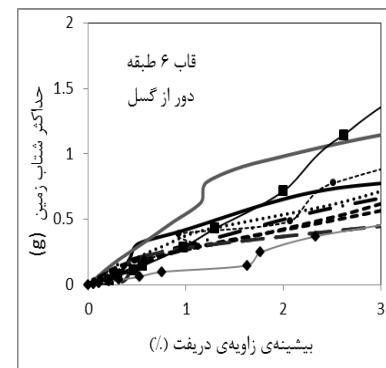 قاب ۶ طبقه
دور از گسل
حداکثر شتاب زمین (g)
2
1.5
1
0.5
0
0 1 2 3
بیشینه‌ی زاویه‌ی دریفت (٪)